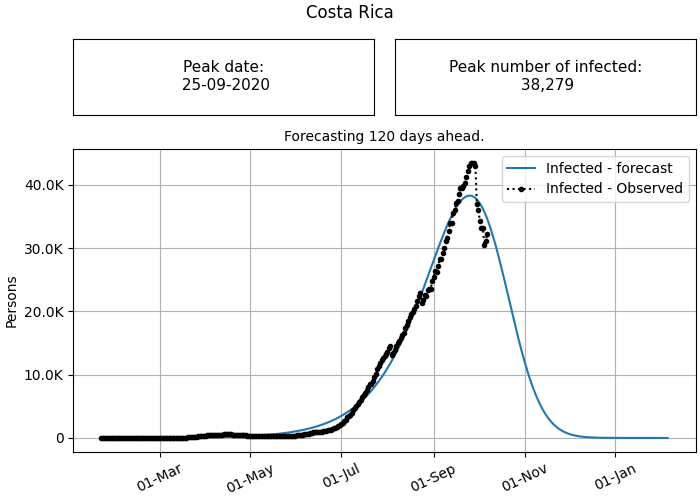 Costa Rica
Peak date:
25-09-2020
Peak number of infected:
38,279
Forecasting 120 days ahead.
Infected - forecast
Infected - Observed
Persons
40.0K
30.0K
20.0K
10.0K
0
01-Mar
01-May
01-Jul
01-Sep
01-Nov
01-Jan